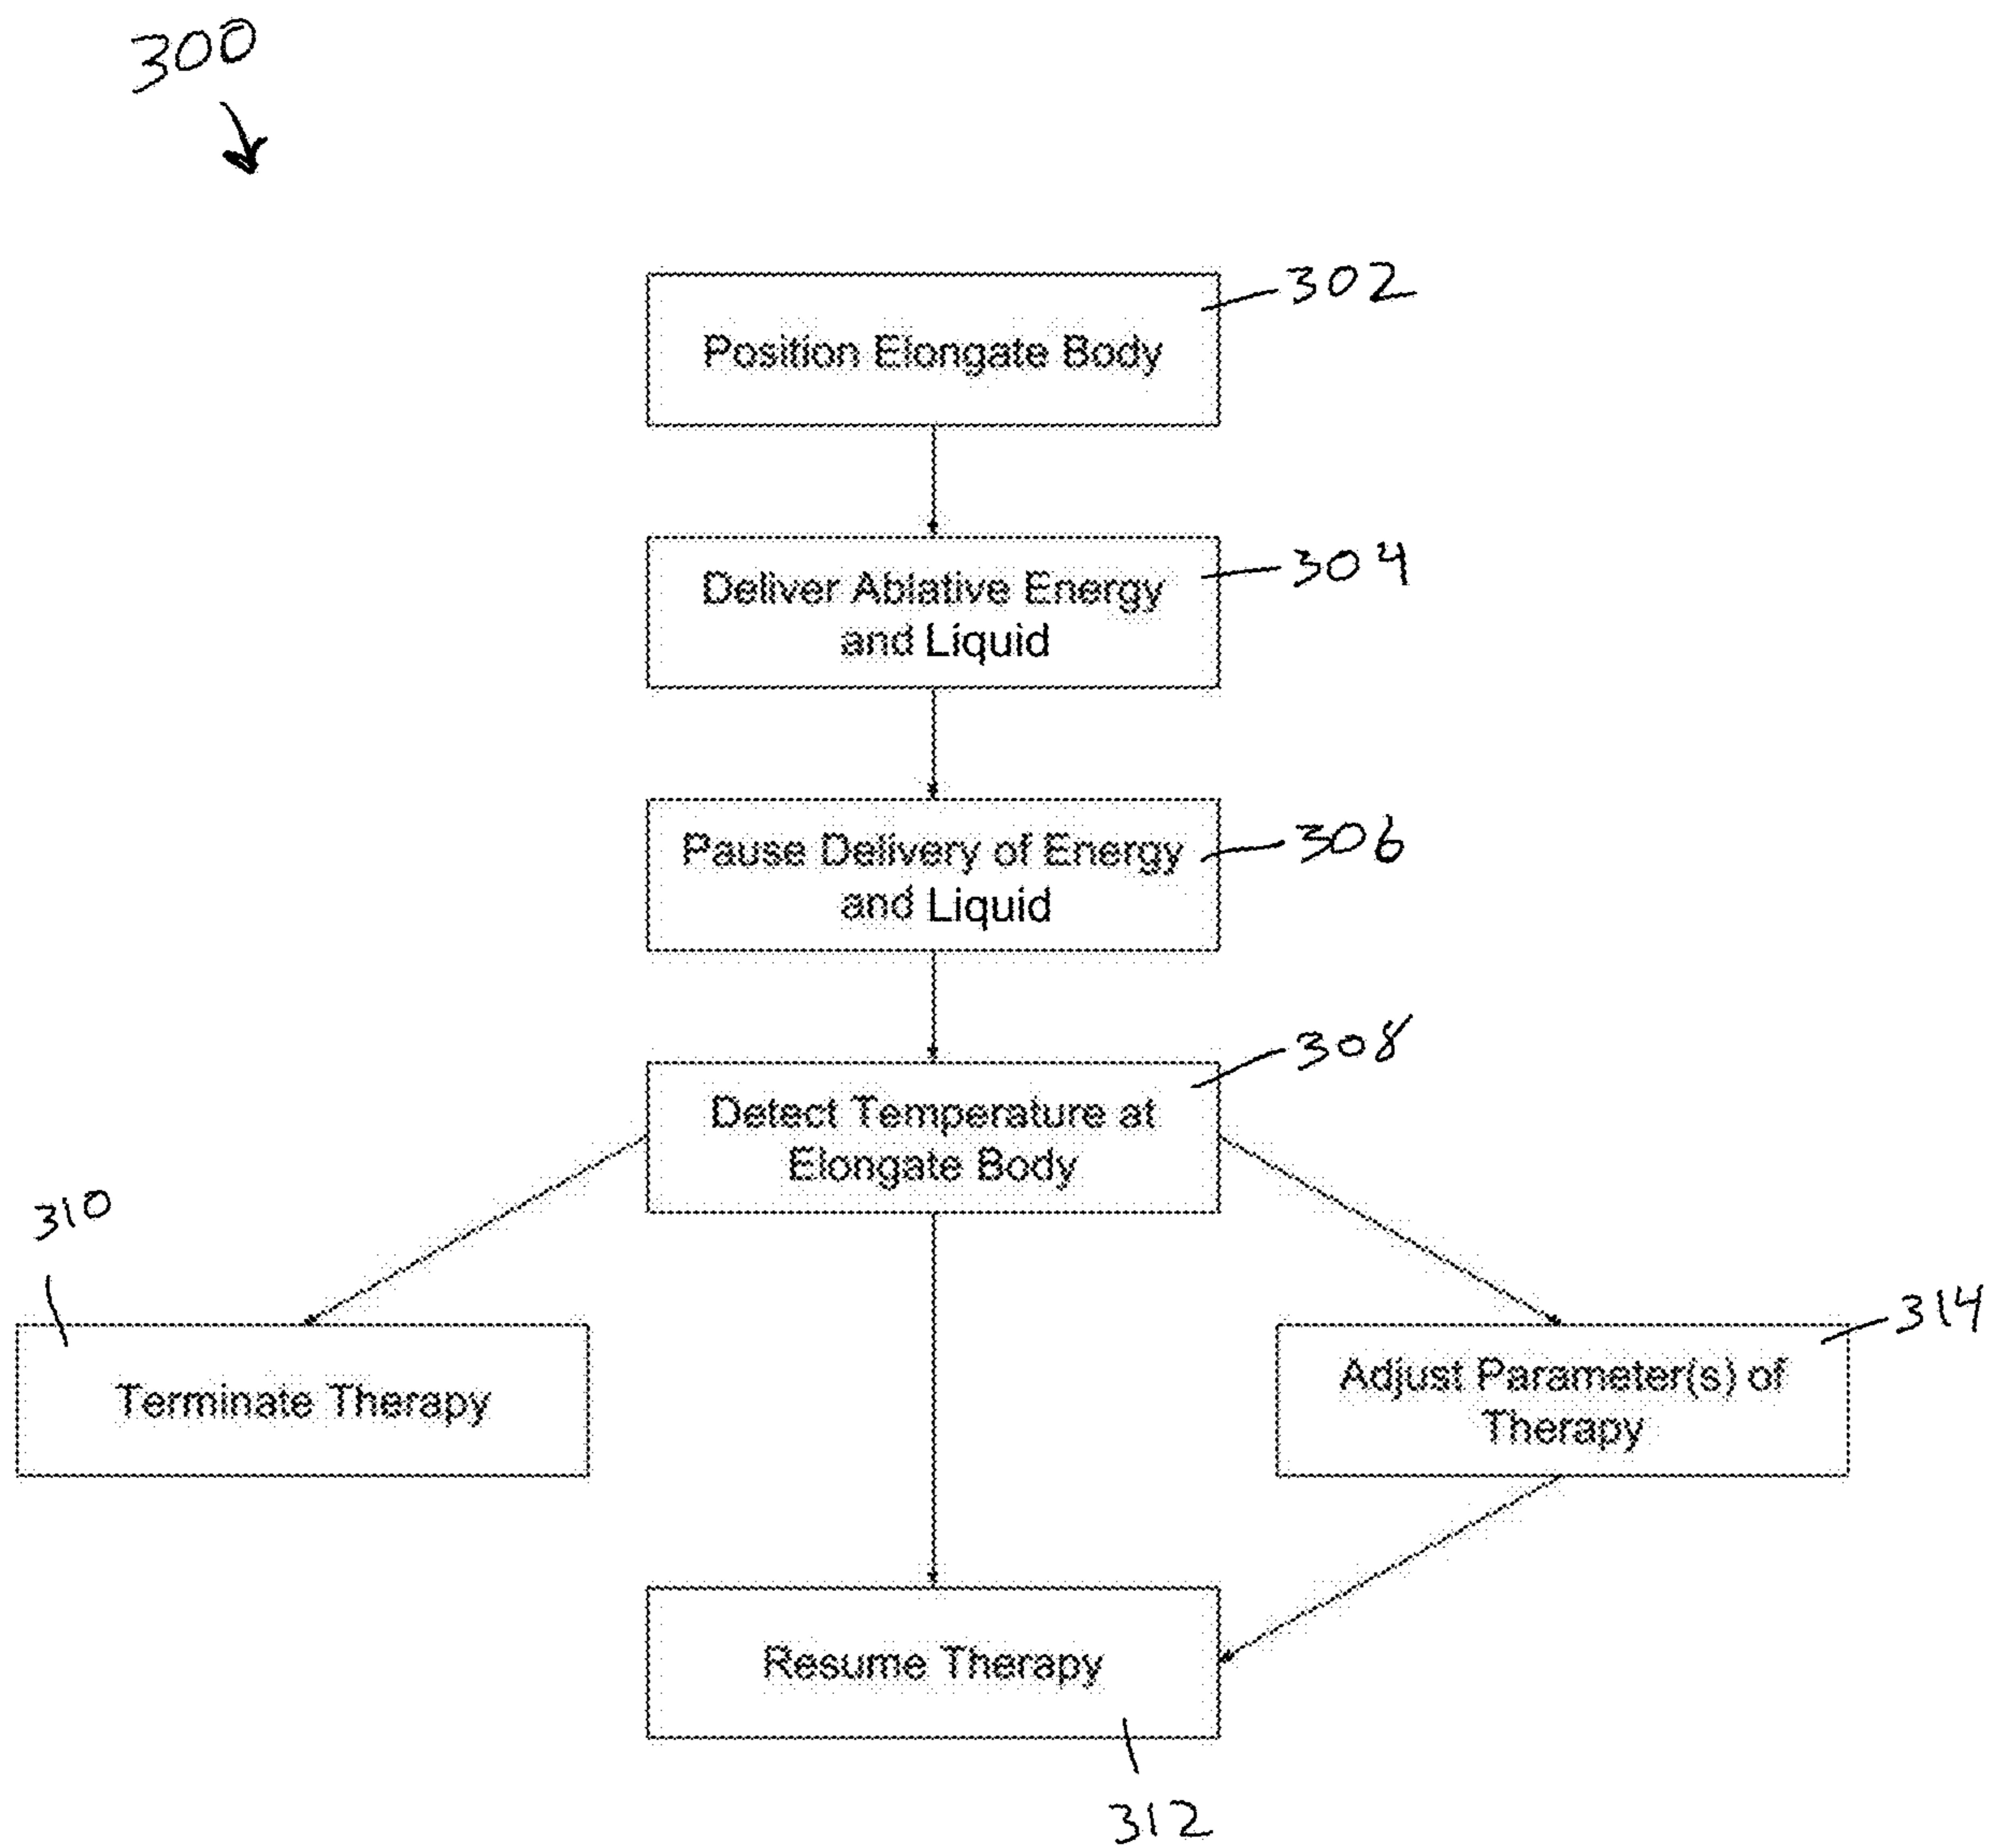 300
302
Position Elongate Body
304
Deliver Ablative Energy
and Liquid
306
Pause Delivery of Energy
and Liquid
308
Detect Temperature at
Elongate Body
310
Terminate Therapy
314
Adjust Parameter(s) of
Therapy
Resume Therapy
312